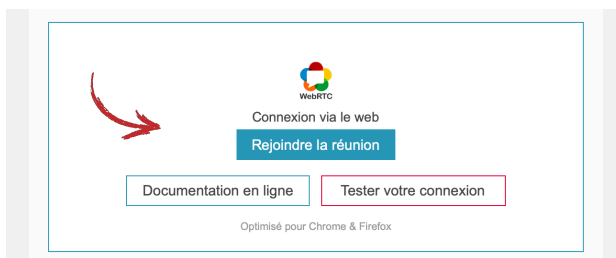 WebRTC
Connexion via le web
Rejoindre la réunion
Documentation en ligne
Tester votre connexion
Optimisé pour Chrome & Firefox